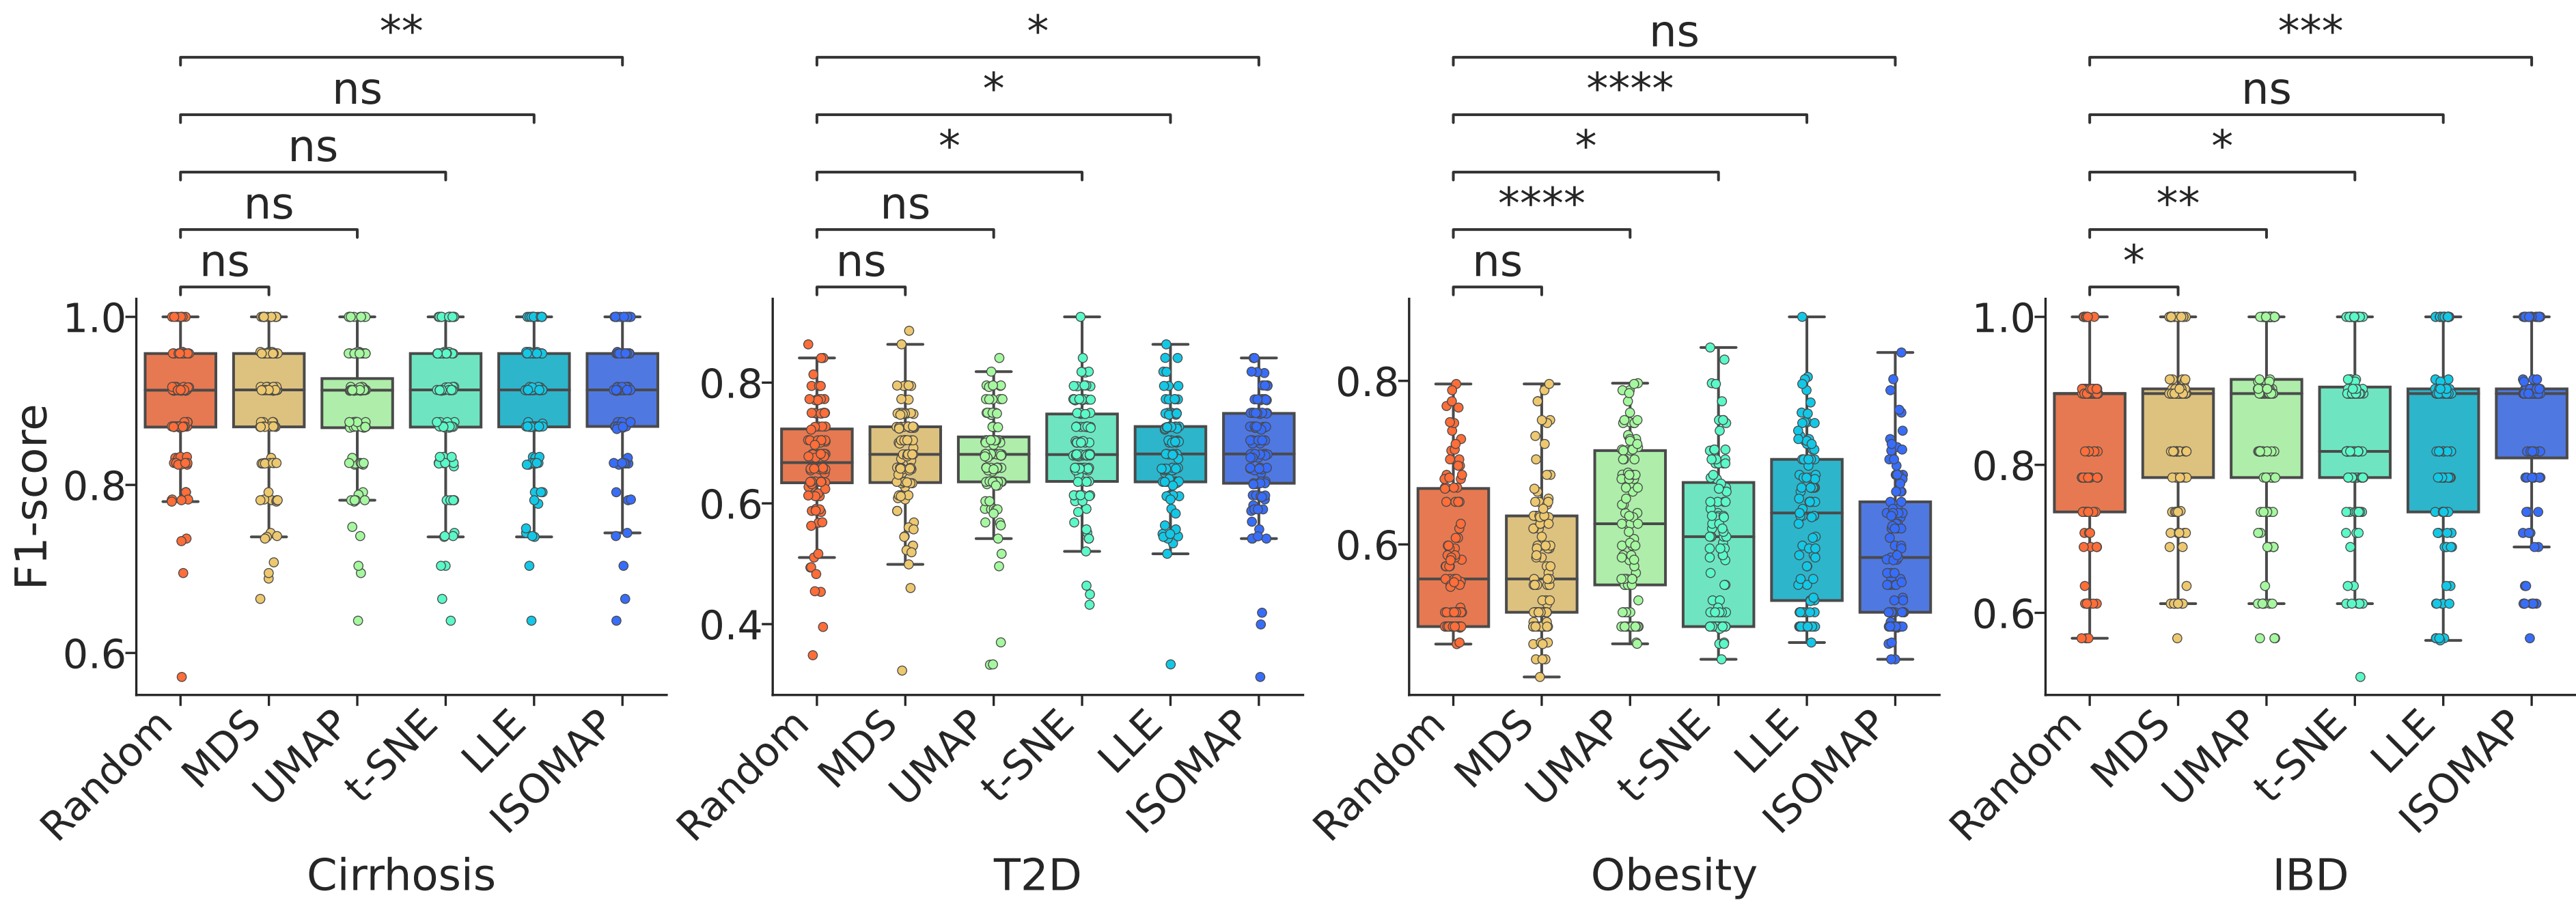 **
ns
ns
ns
ns
*
*
*
ns
ns
ns
****
*
****
ns
***
ns
*
**
*
F1-score
1.0
0.8
0.6
0.8
0.6
0.4
0.8
0.6
1.0
0.8
0.6
Random
MDS
UMAP
t-SNE
LLE
ISOMAP
Random
MDS
UMAP
t-SNE
LLE
ISOMAP
Random
MDS
UMAP
t-SNE
LLE
ISOMAP
Random
MDS
UMAP
t-SNE
LLE
ISOMAP
Cirrhosis
T2D
Obesity
IBD